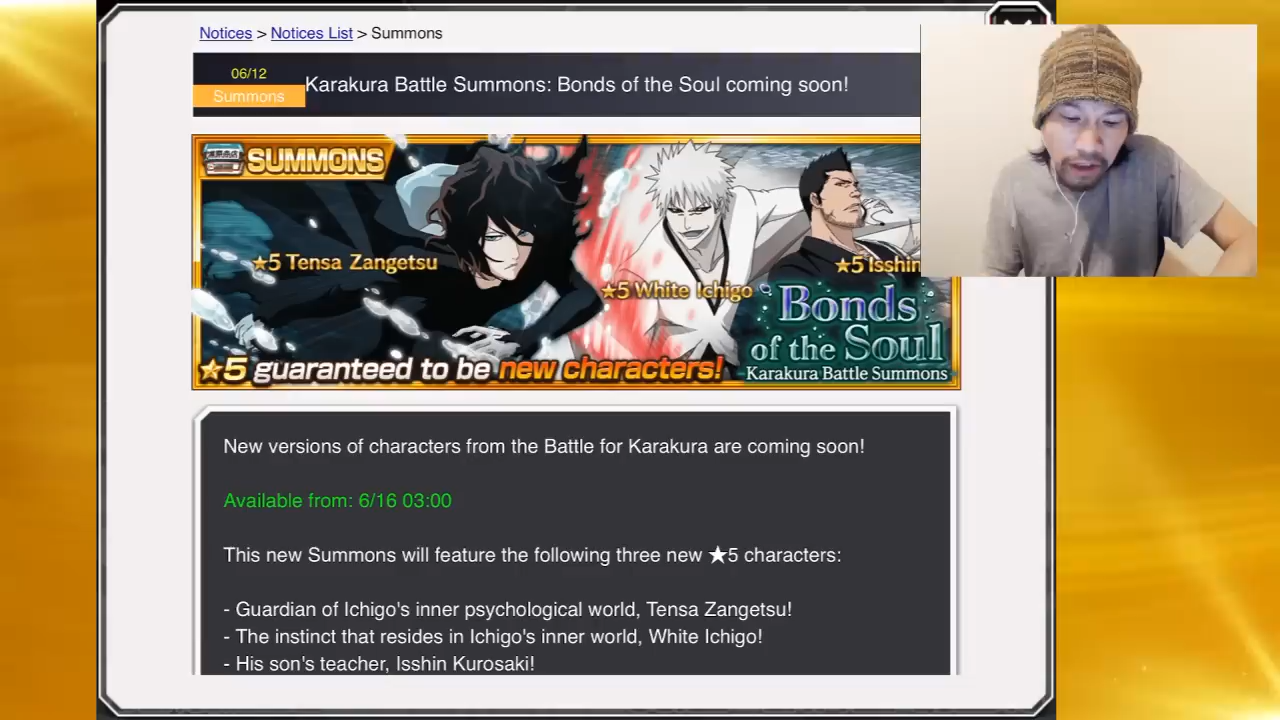 Notices > Notices List > Summons
06/12
Summons
Karakura Battle Summons: Bonds of the Soul coming soon!
SUMMONS
★5 Tensa Zangetsu
★5 White Ichigo
★5 Isshin
Bonds
of the Soul
Karakura Battle Summons
★5 guaranteed to be new characters!
New versions of characters from the Battle for Karakura are coming soon!
Available from: 6/16 03:00
This new Summons will feature the following three new ★5 characters:
- Guardian of Ichigo's inner psychological world, Tensa Zangetsu!
- The instinct that resides in Ichigo's inner world, White Ichigo!
- His son's teacher, Isshin Kurosaki!